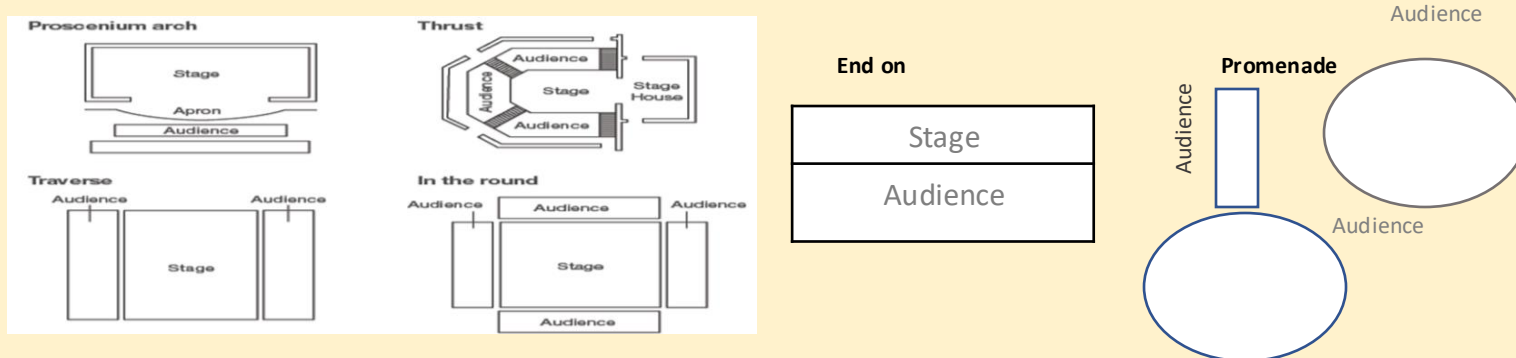 Proscenium arch
Stage
Apron
Audience
Thrust
Audience
Audience
Stage
Stage
House
Audience
Traverse
Audience
Audience
Stage
In the round
Audience
Audience
Audience
Stage
Audience
End on
Stage
Audience
Promenade
Audience
Audience
Audience